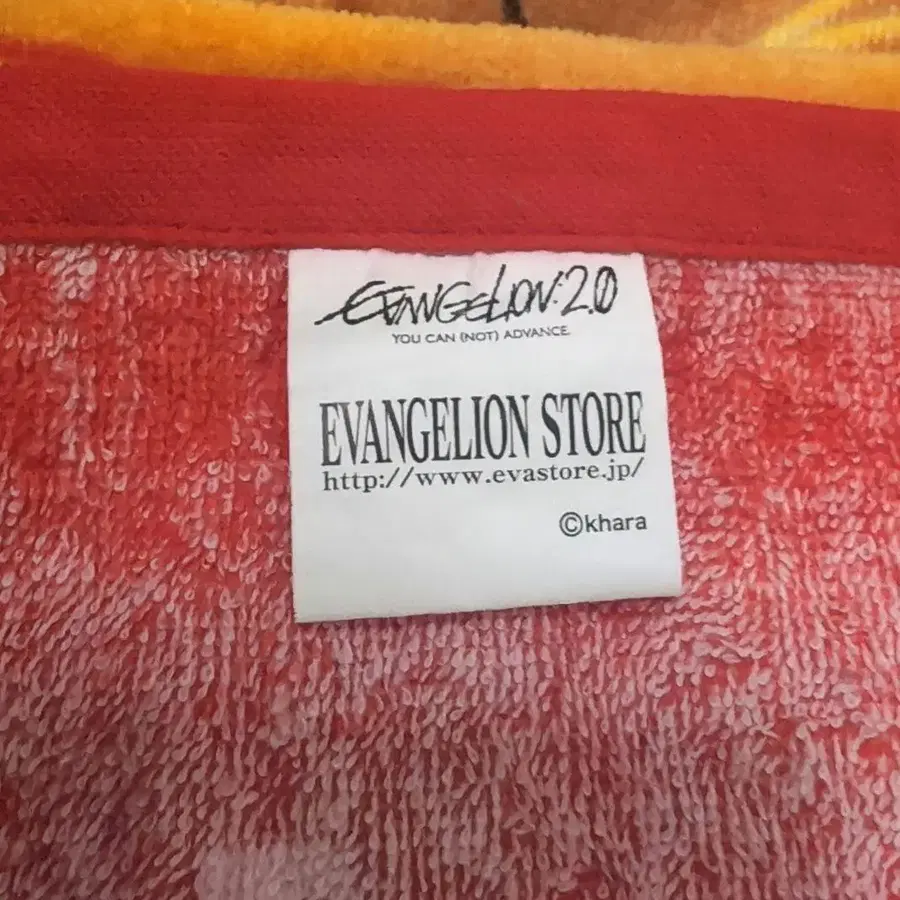 EVANGELION:2.0
YOU CAN (NOT) ADVANCE.
EVANGELION STORE
http://www.evastore.jp/
©khara